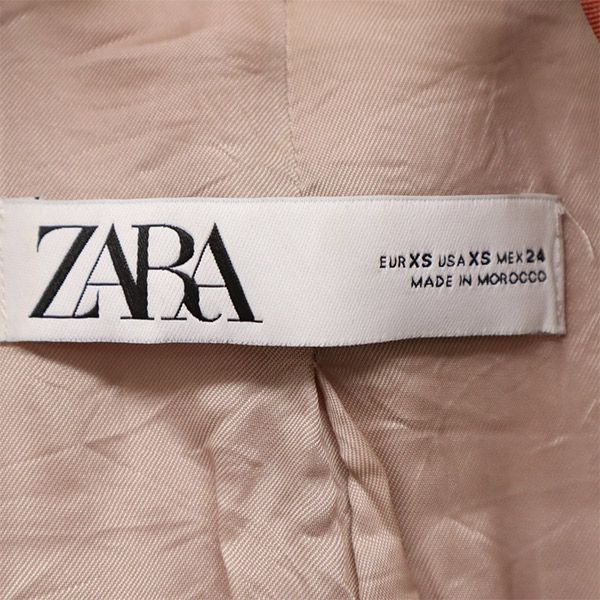 ZARA
EUR XS USA XS MEX 24
MADE IN MOROCCO